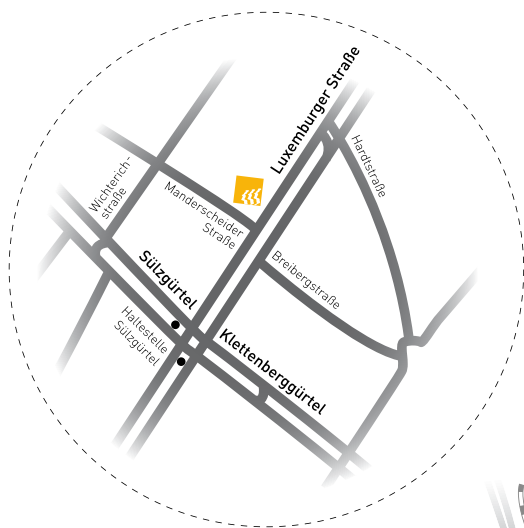 Luxemburger Straße
Hardtstraße
Wichterich-
straße
Manderscheider
Straße
Breibergstraße
Sülzgürtel
Haltestelle
Sülzgürtel
Klettenberggürtel